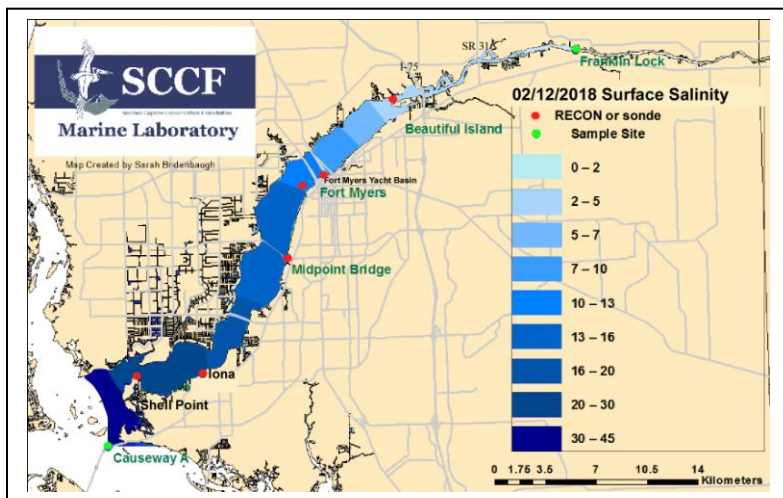 SCCF
Marine Laboratory
Map Created by Sarah Bridenbaugh
SR 31
I-75
Franklin Lock
Beautiful Island
Fort Myers Yacht Basin
Fort Myers
Midpoint Bridge
Iona
Shell Point
Causeway A
02/12/2018 Surface Salinity
RECON or sonde
Sample Site
0 – 2
2 – 5
5 – 7
7 – 10
10 – 13
13 – 16
16 – 20
20 – 30
30 – 45
0 1.75 3.5 7 10.5 14
Kilometers